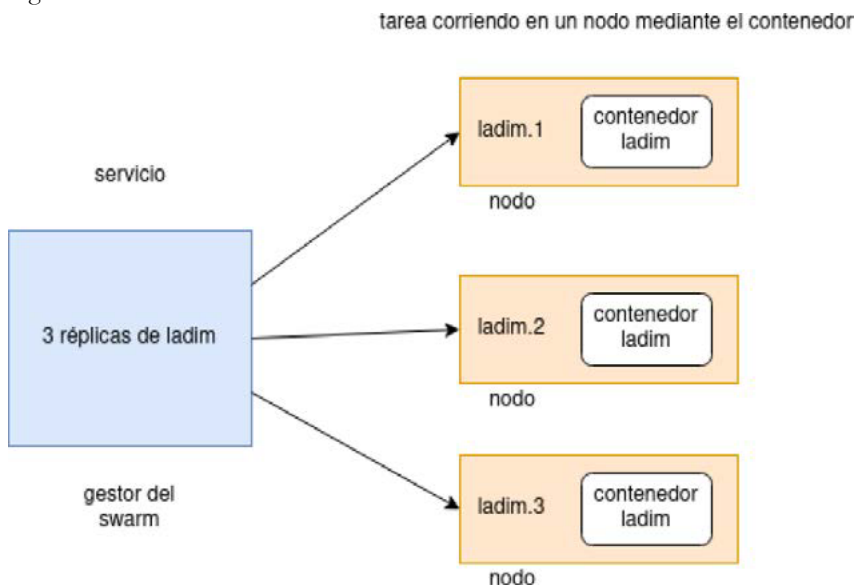 tarea corriendo en un nodo mediante el contenedor
servicio
3 réplicas de ladim
gestor del
swarm
ladim.1
contenedor
ladim
nodo
ladim.2
contenedor
ladim
nodo
ladim.3
contenedor
ladim
nodo